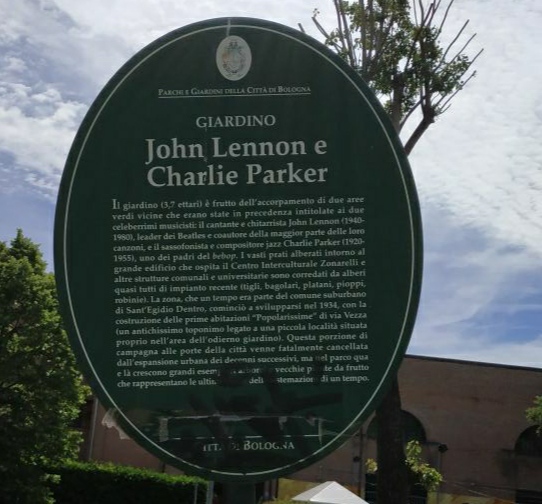 PARCHI E GIARDINI DELLA CITTÀ DI BOLOGNA
GIARDINO
John Lennon e
Charlie Parker
Il giardino (3,7 ettari) è frutto dell'accorpamento di due aree
verdi vicine che erano state in precedenza intitolate ai due
celeberrimi musicisti: il cantante e chitarrista John Lennon (1940-
1980), leader dei Beatles e coautore della maggior parte delle loro
canzoni, e il sassofonista e compositore jazz Charlie Parker (1920-
1955), uno dei padri del bebop. I vasti prati alberati intorno al
grande edificio che ospita il Centro Interculturale Zonarelli e
altre strutture comunali e universitarie sono corredati da alberi
quasi tutti di impianto recente (tigli, bagolari, platani, pioppi,
robinie). La zona, che un tempo era parte del comune suburbano
di Sant'Egidio Dentro, cominciò a svilupparsi nel 1934, con la
costruzione delle prime abitazioni "Popolarissime" di via Vezza
(un antichissimo toponimo legato a una piccola località situata
proprio nell'area dell'odierno giardino). Questa porzione di
campagna alle porte della città venne fatalmente cancellata
dall'espansione urbana dei decenni successivi, ma nel parco qua
e là crescono grandi vecchie da frutto
che rappresentano le di un tempo.
DI BOLOGNA